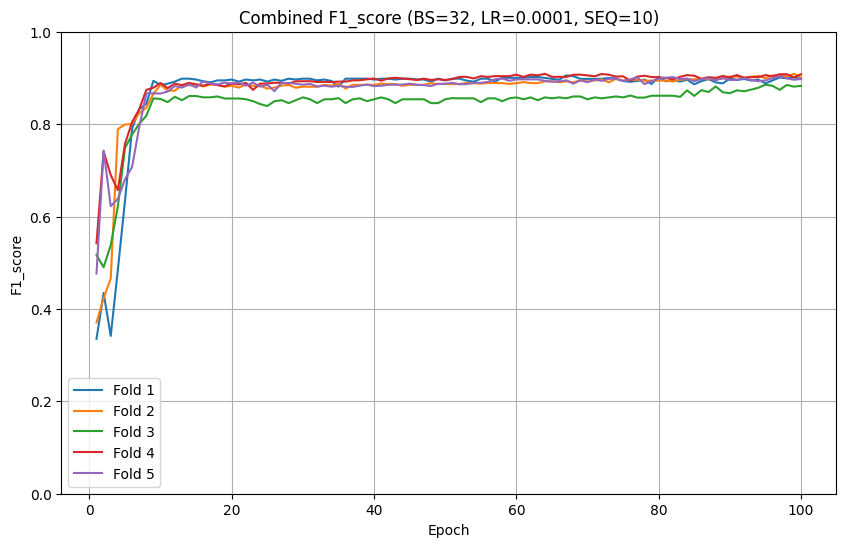 Combined F1_score (BS=32, LR=0.0001, SEQ=10)
1.0
0.8
0.6
0.4
0.2
0.0
F1_score
Fold 1
Fold 2
Fold 3
Fold 4
Fold 5
0 20 40 60 80 100
Epoch